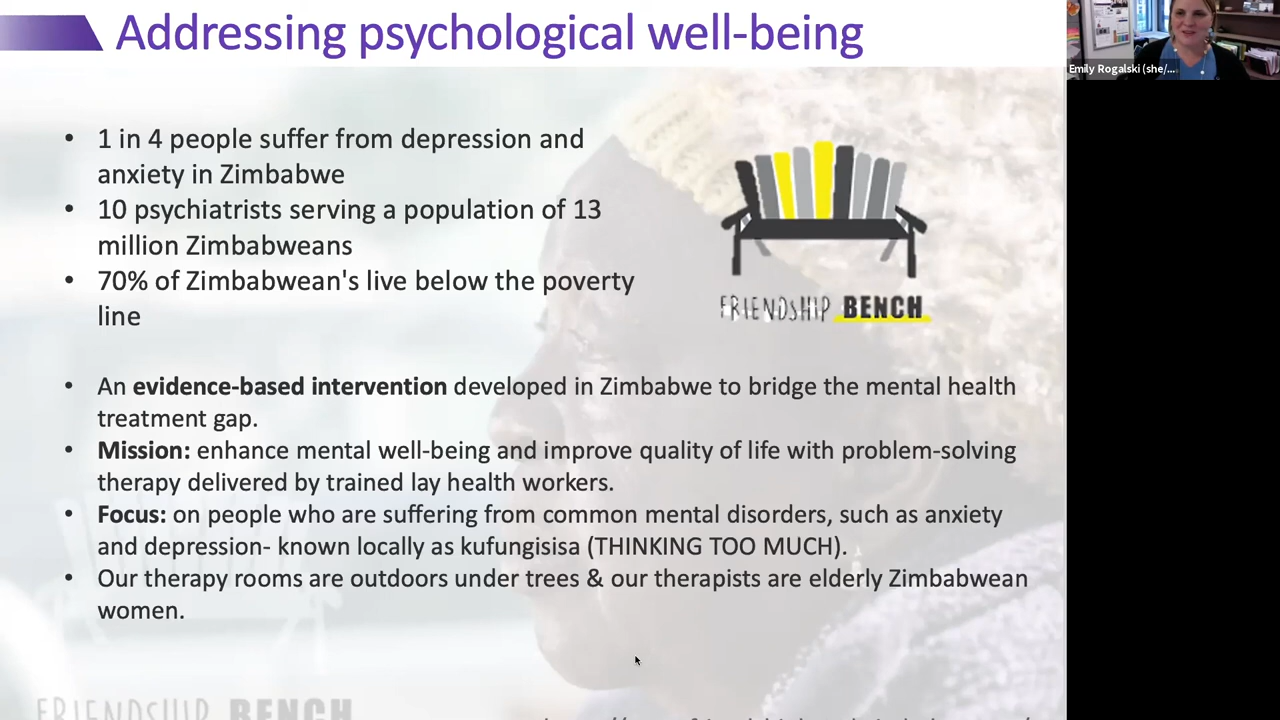 Addressing psychological well-being
Emily Rogalski (she/...
• 1 in 4 people suffer from depression and
anxiety in Zimbabwe
• 10 psychiatrists serving a population of 13
million Zimbabweans
• 70% of Zimbabwean's live below the poverty
line
FRIENDSHIP BENCH
• An evidence-based intervention developed in Zimbabwe to bridge the mental health
treatment gap.
• Mission: enhance mental well-being and improve quality of life with problem-solving
therapy delivered by trained lay health workers.
• Focus: on people who are suffering from common mental disorders, such as anxiety
and depression- known locally as kufungisisa (THINKING TOO MUCH).
• Our therapy rooms are outdoors under trees & our therapists are elderly Zimbabwean
women.
FRIENDSHIP BENCH